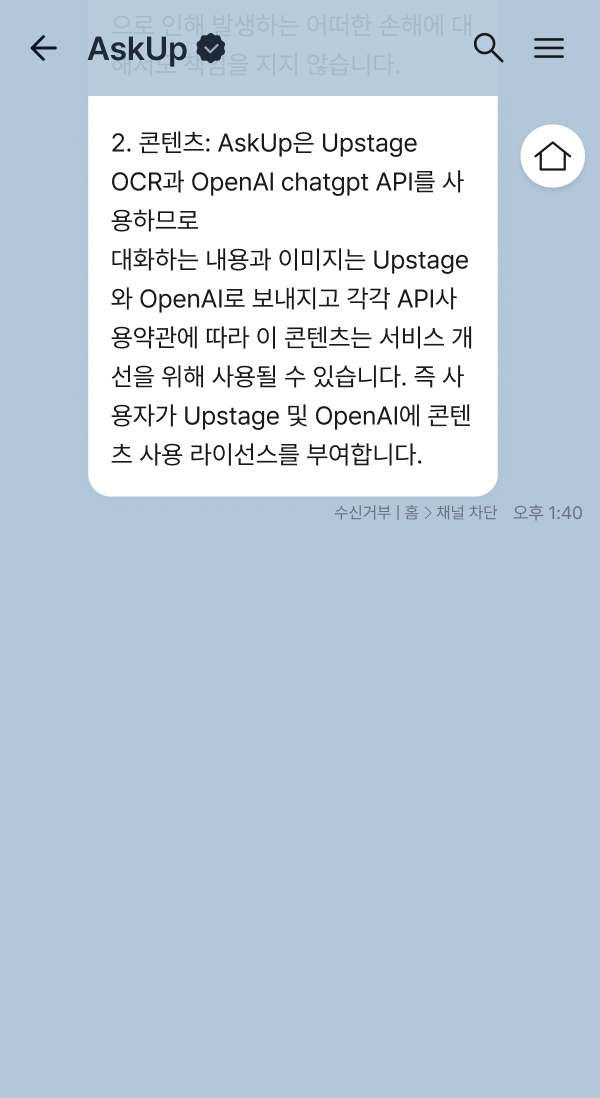 으로 인해 발생하는 어떠한 손해에 대
해서도 책임을 지지 않습니다.
AskUp
2. 콘텐츠: AskUp은 Upstage
OCR과 OpenAI chatgpt API를 사
용하므로
대화하는 내용과 이미지는 Upstage
와 OpenAI로 보내지고 각각 API사
용약관에 따라 이 콘텐츠는 서비스 개
선을 위해 사용될 수 있습니다. 즉 사
용자가 Upstage 및 OpenAI에 콘텐
츠 사용 라이선스를 부여합니다.
수신거부 | 홈 > 채널 차단 오후 1:40